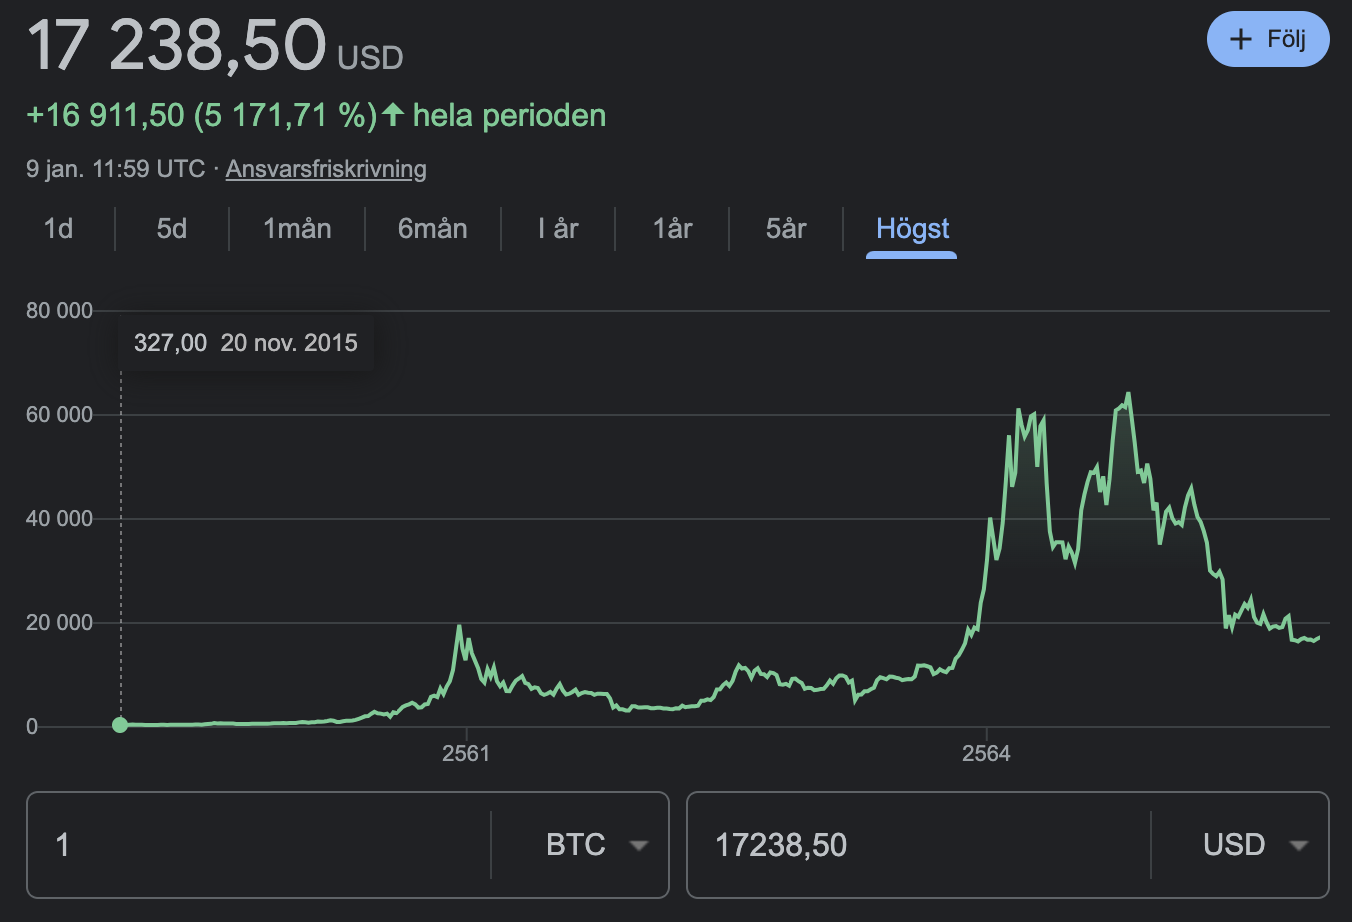 17 238,50 USD
+ Följ
+16 911,50 (5 171,71 %)↑ hela perioden
9 jan. 11:59 UTC · Ansvarsfriskrivning
1d 5d 1mån 6mån I år 1år 5år Högst
80 000
327,00 20 nov. 2015
60 000
40 000
20 000
0
2561 2564
1 BTC 17238,50 USD